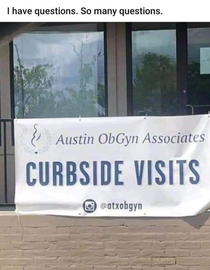 I have questions. So many questions.
Austin ObGyn Associates
CURBSIDE VISITS
@atxobgyn